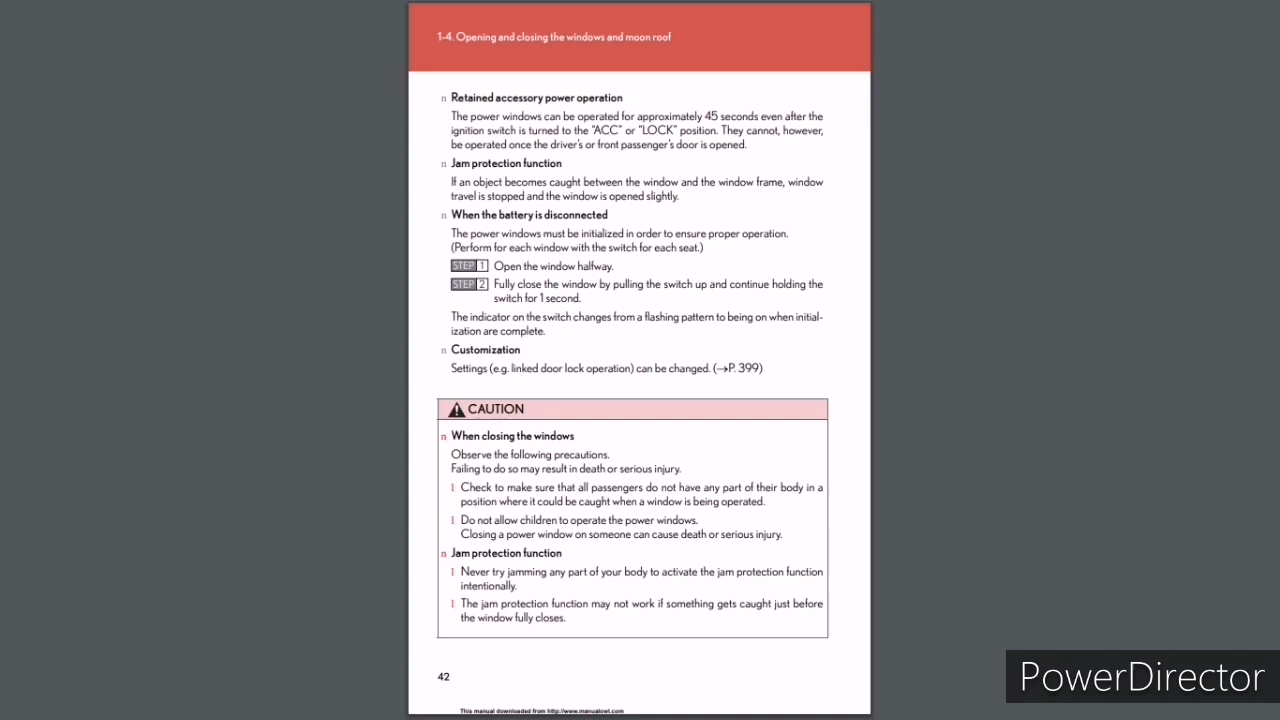 1-4. Opening and closing the windows and moon roof
n Retained accessory power operation
The power windows can be operated for approximately 45 seconds even after the
ignition switch is turned to the "ACC" or "LOCK" position. They cannot, however,
be operated once the driver's or front passenger's door is opened.
n Jam protection function
If an object becomes caught between the window and the window frame, window
travel is stopped and the window is opened slightly.
n When the battery is disconnected
The power windows must be initialized in order to ensure proper operation.
(Perform for each window with the switch for each seat.)
STEP 1 Open the window halfway.
STEP 2 Fully close the window by pulling the switch up and continue holding the
switch for 1 second.
The indicator on the switch changes from a flashing pattern to being on when initial-
ization are complete.
n Customization
Settings (e.g. linked door lock operation) can be changed. (→P. 399)
CAUTION
n When closing the windows
Observe the following precautions.
Failing to do so may result in death or serious injury.
l Check to make sure that all passengers do not have any part of their body in a
position where it could be caught when a window is being operated.
l Do not allow children to operate the power windows.
Closing a power window on someone can cause death or serious injury.
n Jam protection function
l Never try jamming any part of your body to activate the jam protection function
intentionally.
l The jam protection function may not work if something gets caught just before
the window fully closes.
42
This manual downloaded from http://www.manualowl.com
PowerDirector